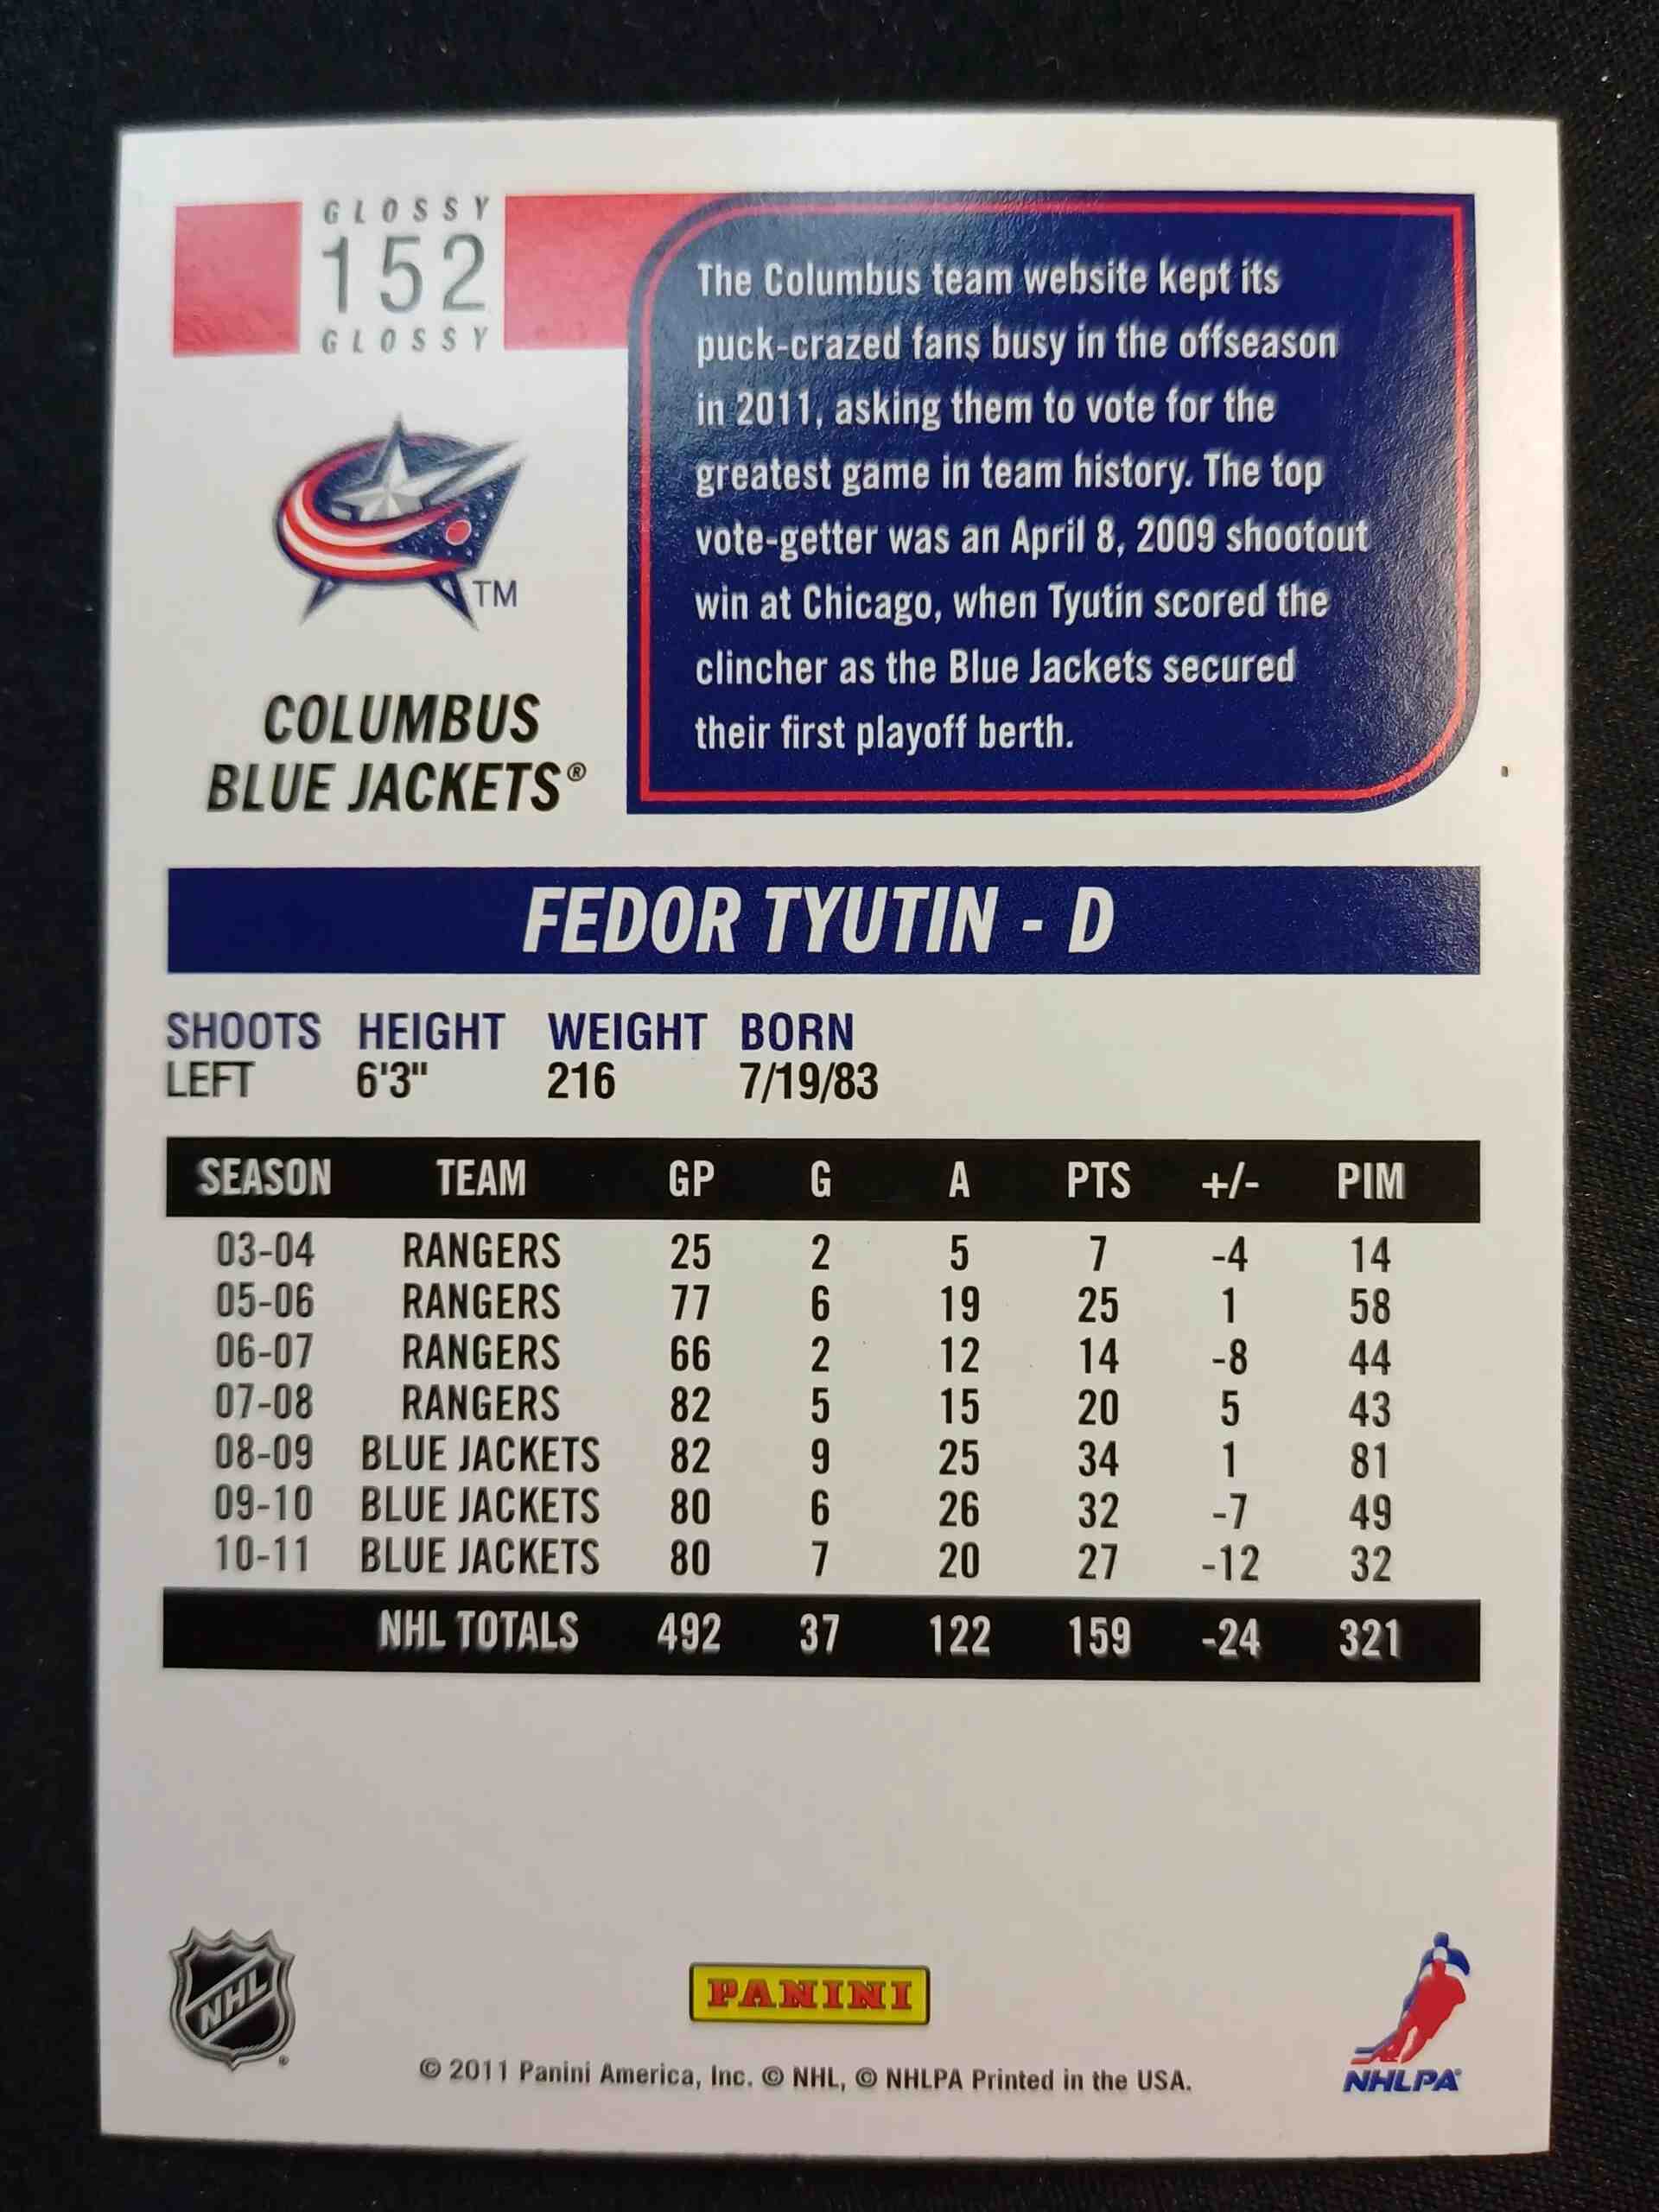 GLOSSY
152
GLOSSY
The Columbus team website kept its
puck-crazed fans busy in the offseason
in 2011, asking them to vote for the
greatest game in team history. The top
vote-getter was an April 8, 2009 shootout
win at Chicago, when Tyutin scored the
clincher as the Blue Jackets secured
their first playoff berth.
TM
COLUMBUS
BLUE JACKETS®
FEDOR TYUTIN - D
SHOOTS HEIGHT WEIGHT BORN
LEFT 6'3" 216 7/19/83
SEASON TEAM GP G A PTS +/- PIM
03-04 RANGERS 25 2 5 7 -4 14
05-06 RANGERS 77 6 19 25 1 58
06-07 RANGERS 66 2 12 14 -8 44
07-08 RANGERS 82 5 15 20 5 43
08-09 BLUE JACKETS 82 9 25 34 1 81
09-10 BLUE JACKETS 80 6 26 32 -7 49
10-11 BLUE JACKETS 80 7 20 27 -12 32
NHL TOTALS 492 37 122 159 -24 321
NHL
PANINI
NHLPA
© 2011 Panini America, Inc. © NHL, © NHLPA Printed in the USA.